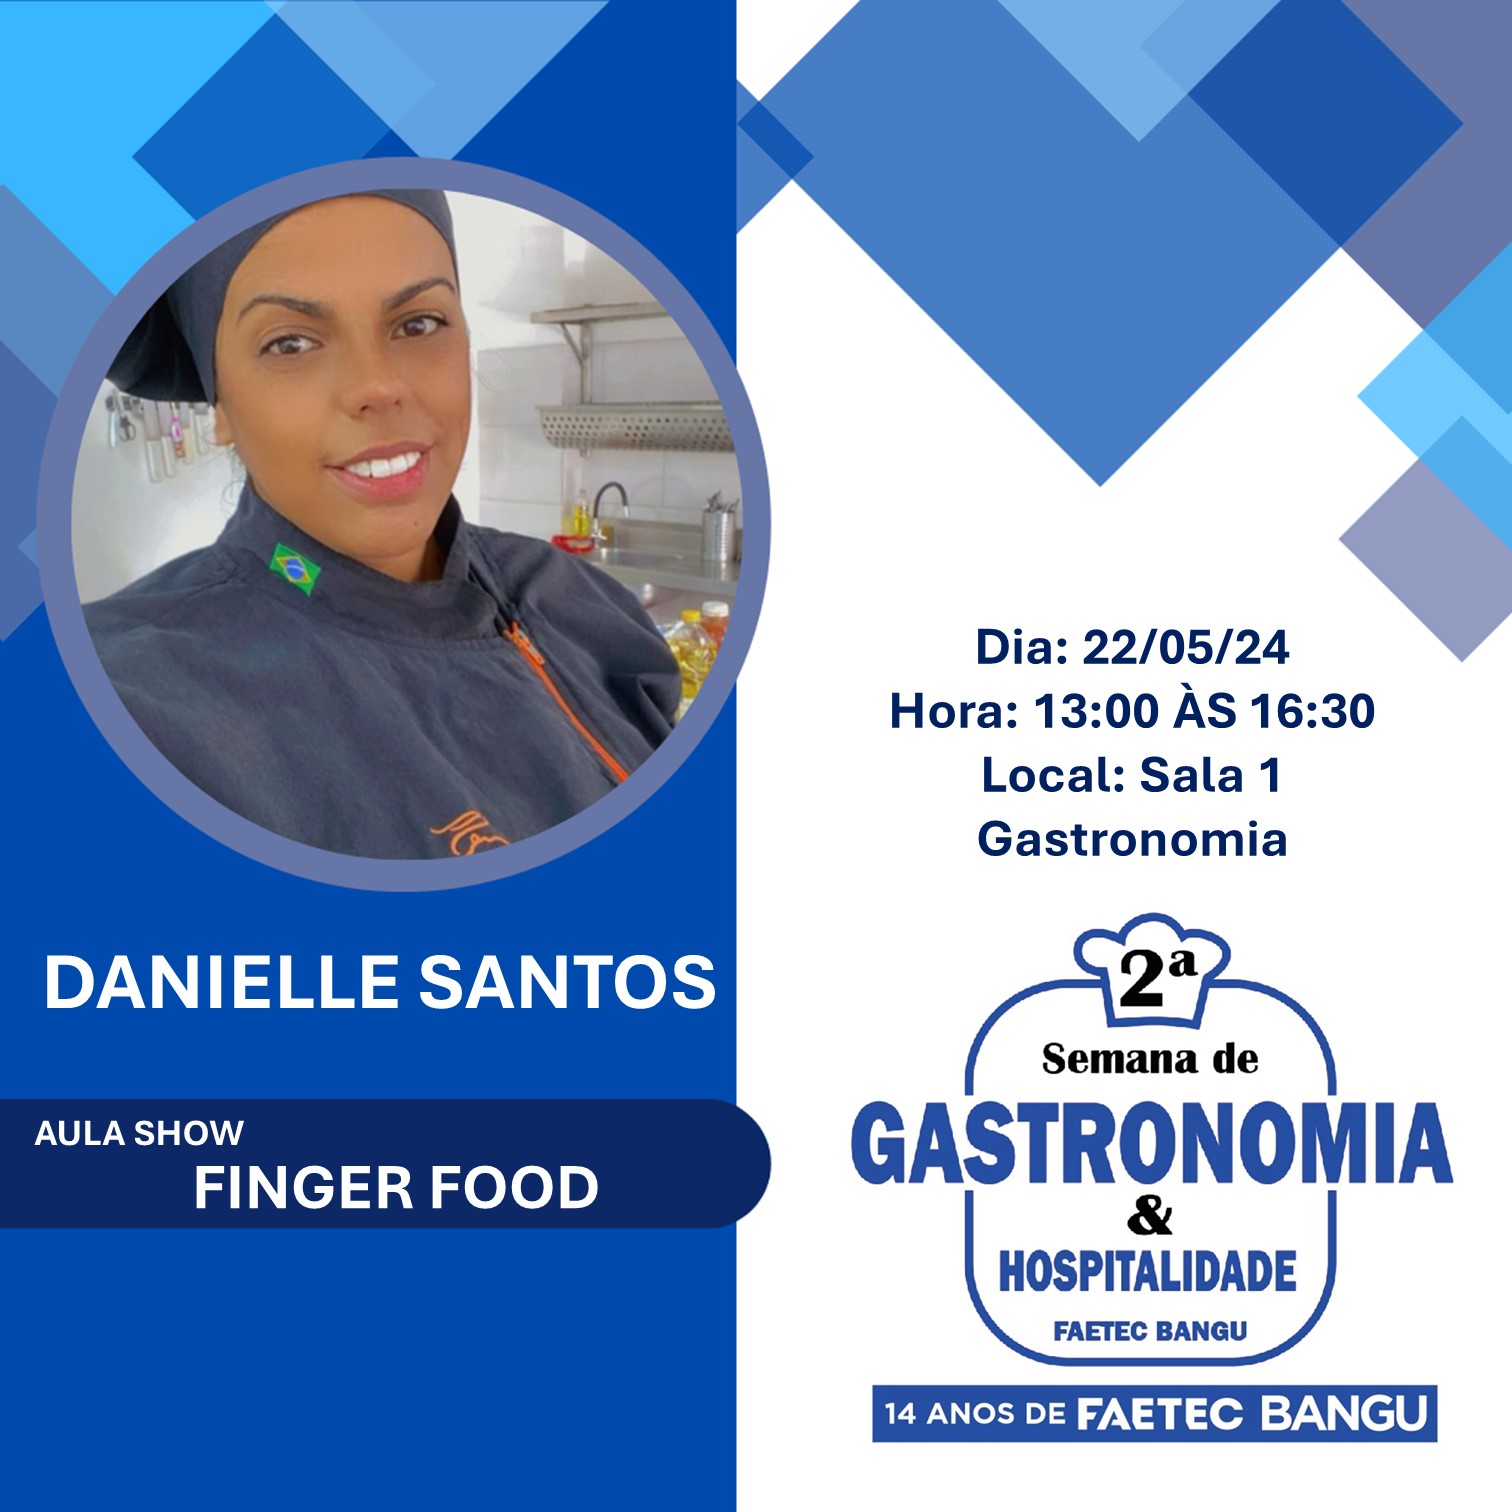 DANIELLE SANTOS
AULA SHOW
FINGER FOOD
Dia: 22/05/24
Hora: 13:00 ÀS 16:30
Local: Sala 1
Gastronomia
2ª
Semana de
GASTRONOMIA
&
HOSPITALIDADE
FAETEC BANGU
14 ANOS DE FAETEC BANGU